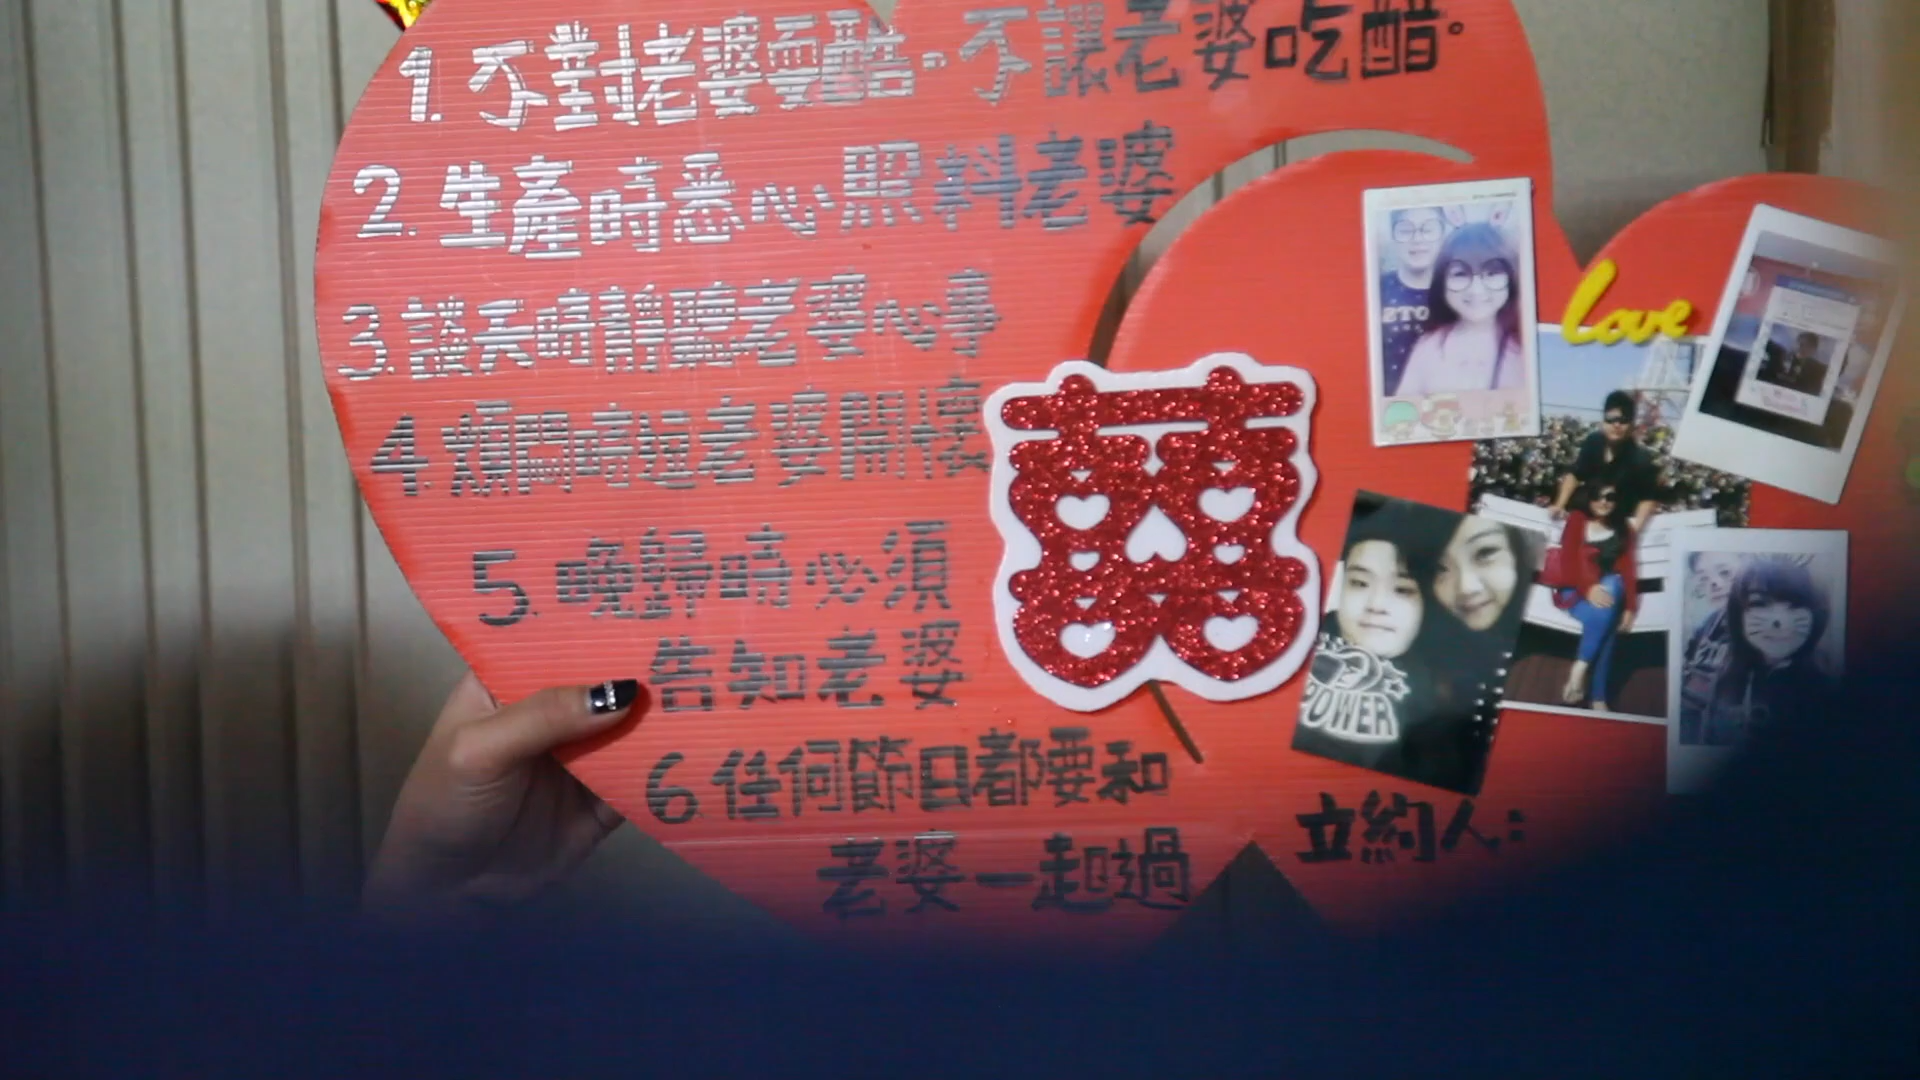 1. 不對老婆耍酷。不讓老婆吃醋。
2. 生產時悉心照料老婆
3. 談天時靜聽老婆心事
4. 煩悶時逗老婆開懷
5. 晚歸時必須
告知老婆
6. 任何節日都要和
老婆一起過
囍
Love
POWER
立約人: